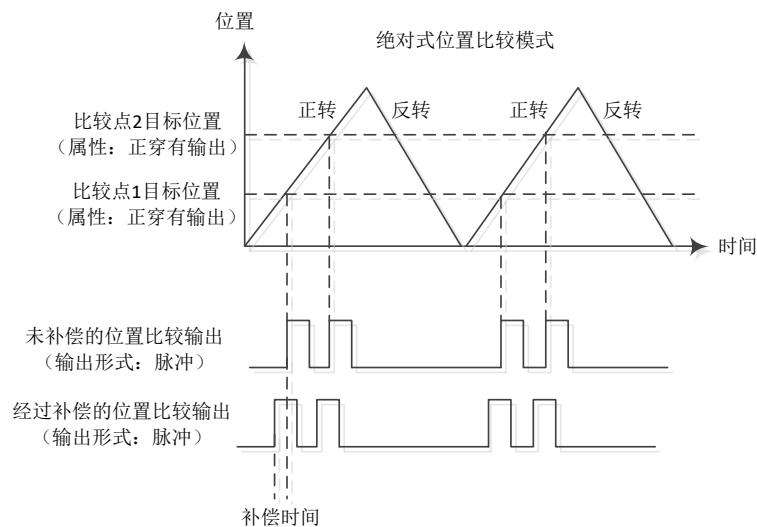 位置
绝对式位置比较模式
正转
反转
正转
反转
比较点2目标位置
（属性：正穿有输出）
比较点1目标位置
（属性：正穿有输出）
时间
未补偿的位置比较输出
（输出形式：脉冲）
经过补偿的位置比较输出
（输出形式：脉冲）
补偿时间